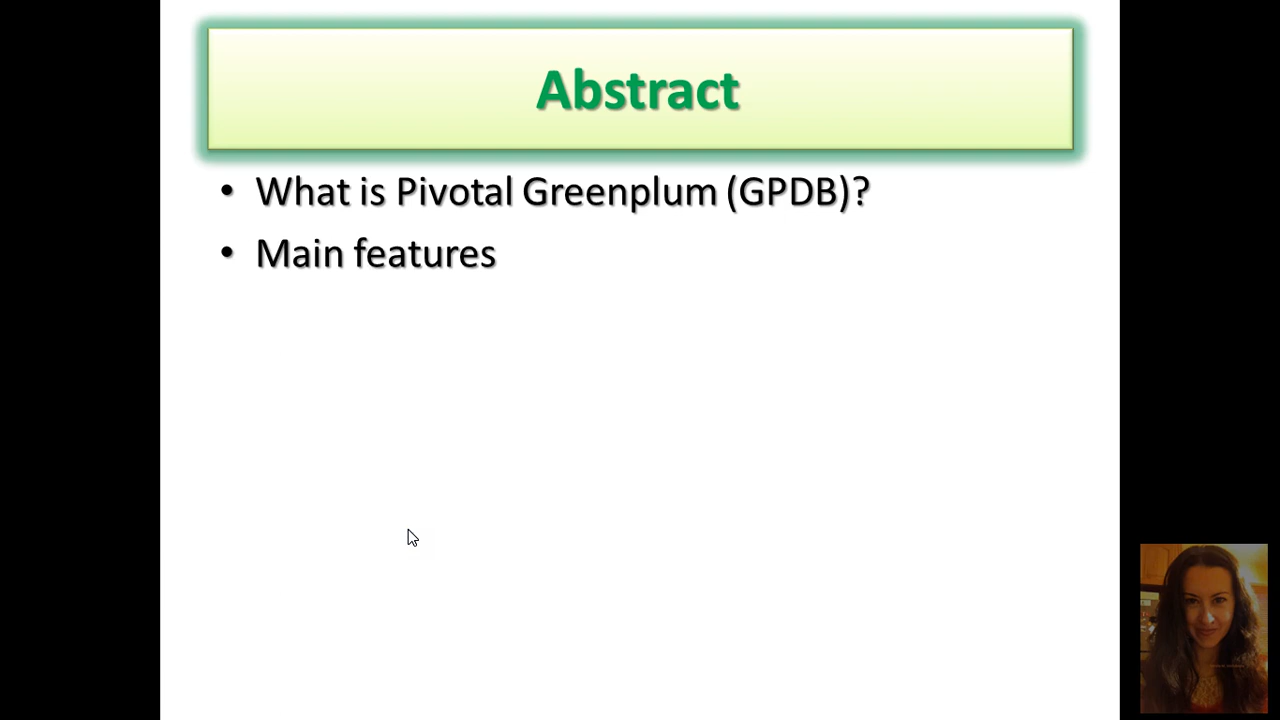 Abstract
• What is Pivotal Greenplum (GPDB)?
• Main features